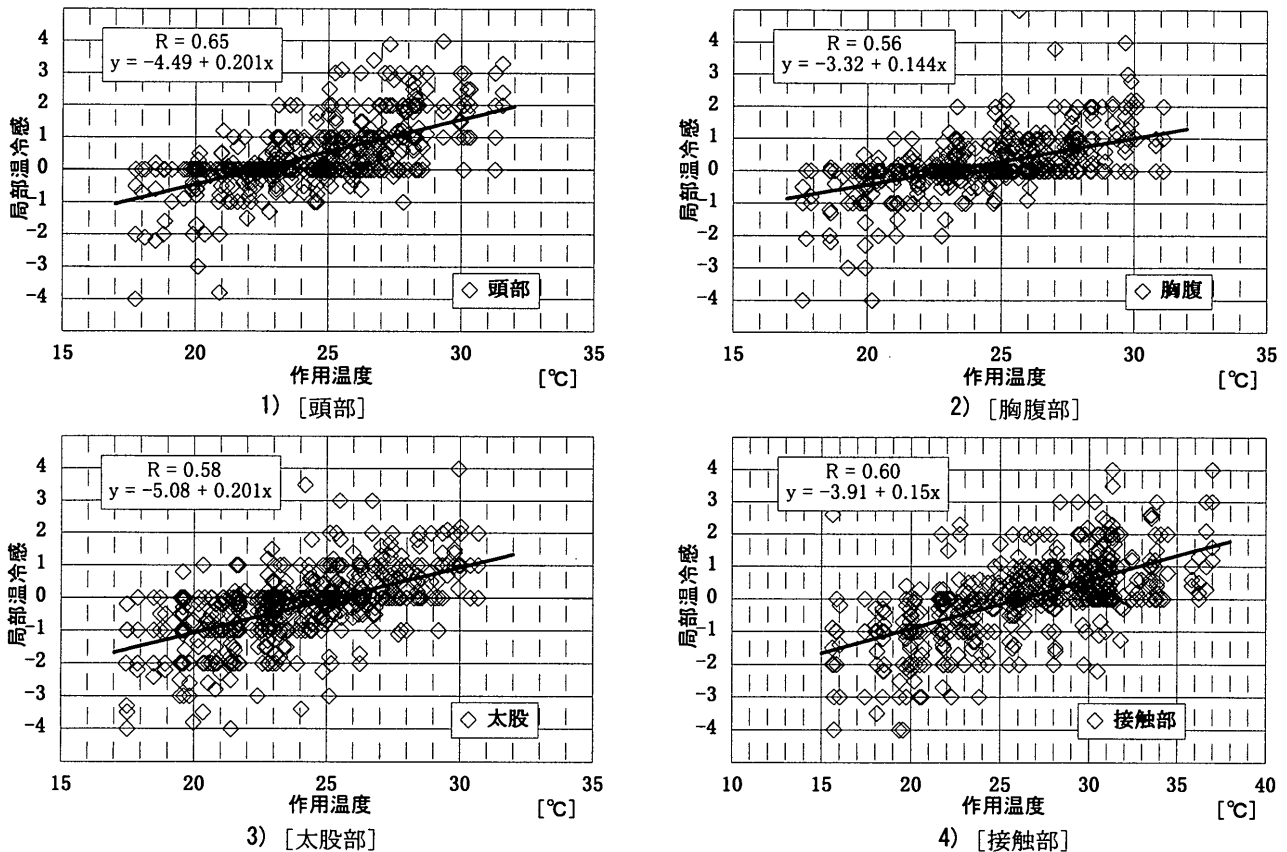 局部温冷感
4
3
2
1
0
-1
-2
-3
-4
R = 0.65
y = -4.49 + 0.201x
◇ 頭部
15 20 25 30 35
作用温度 [℃]
1) [頭部]
局部温冷感
4
3
2
1
0
-1
-2
-3
-4
R = 0.56
y = -3.32 + 0.144x
◇ 胸腹
15 20 25 30 35
作用温度 [℃]
2) [胸腹部]
局部温冷感
4
3
2
1
0
-1
-2
-3
-4
R = 0.58
y = -5.08 + 0.201x
◇ 太股
15 20 25 30 35
作用温度 [℃]
3) [太股部]
局部温冷感
4
3
2
1
0
-1
-2
-3
-4
R = 0.60
y = -3.91 + 0.15x
◇ 接触部
10 15 20 25 30 35 40
作用温度 [℃]
4) [接触部]